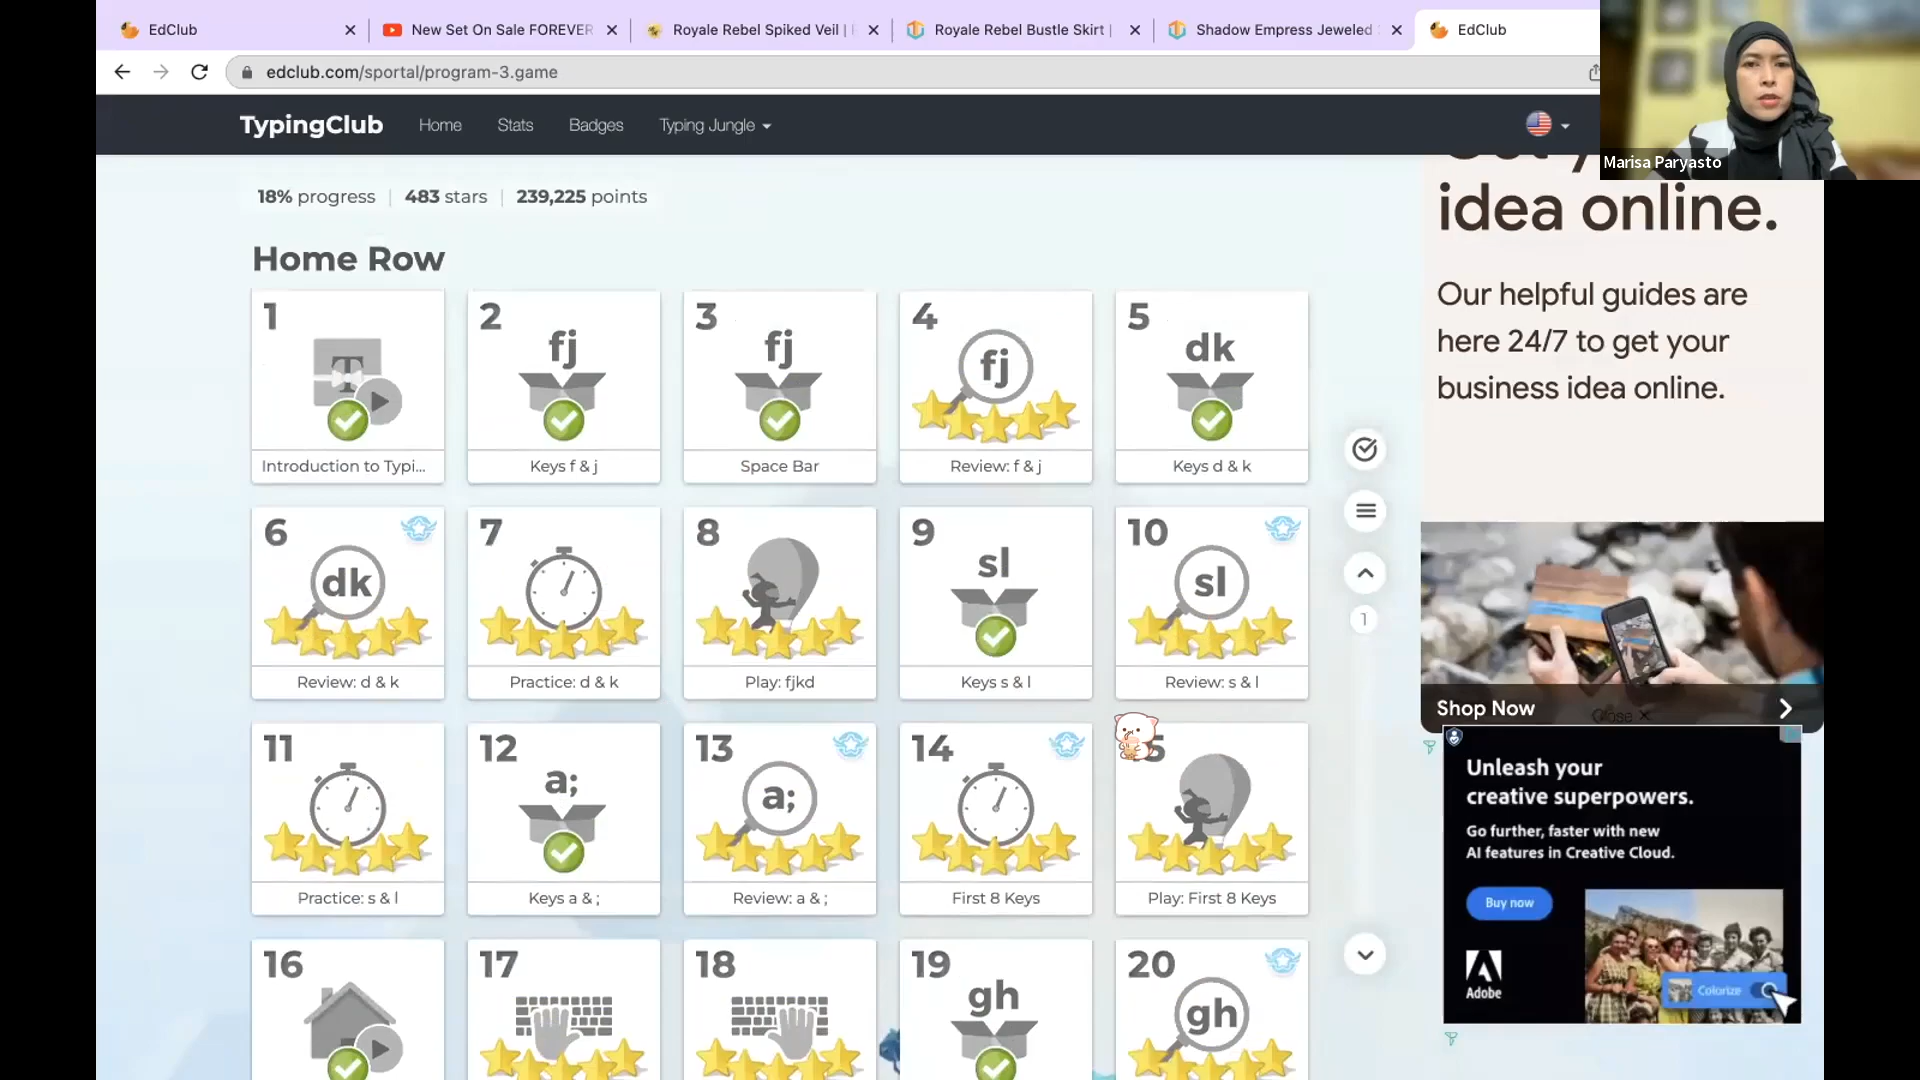 EdClub
New Set On Sale FOREVER
Royale Rebel Spiked Veil |
Royale Rebel Bustle Skirt |
Shadow Empress Jeweled
EdClub
edclub.com/sportal/program-3.game
Marisa Paryasto
TypingClub
Home
Stats
Badges
Typing Jungle
18% progress
483 stars
239,225 points
Home Row
1
T
Introduction to Typi...
2
fj
Keys f & j
3
fj
Space Bar
4
fj
Review: f & j
5
dk
Keys d & k
6
dk
Review: d & k
7
Practice: d & k
8
Play: fjkd
9
sl
Keys s & l
10
sl
Review: s & l
11
Practice: s & l
12
a;
Keys a & ;
13
a;
Review: a & ;
14
First 8 Keys
5
Play: First 8 Keys
16
17
18
19
gh
20
gh
1
idea online.
Our helpful guides are
here 24/7 to get your
business idea online.
Shop Now
Close X
Unleash your
creative superpowers.
Go further, faster with new
AI features in Creative Cloud.
Buy now
Adobe
Colorize